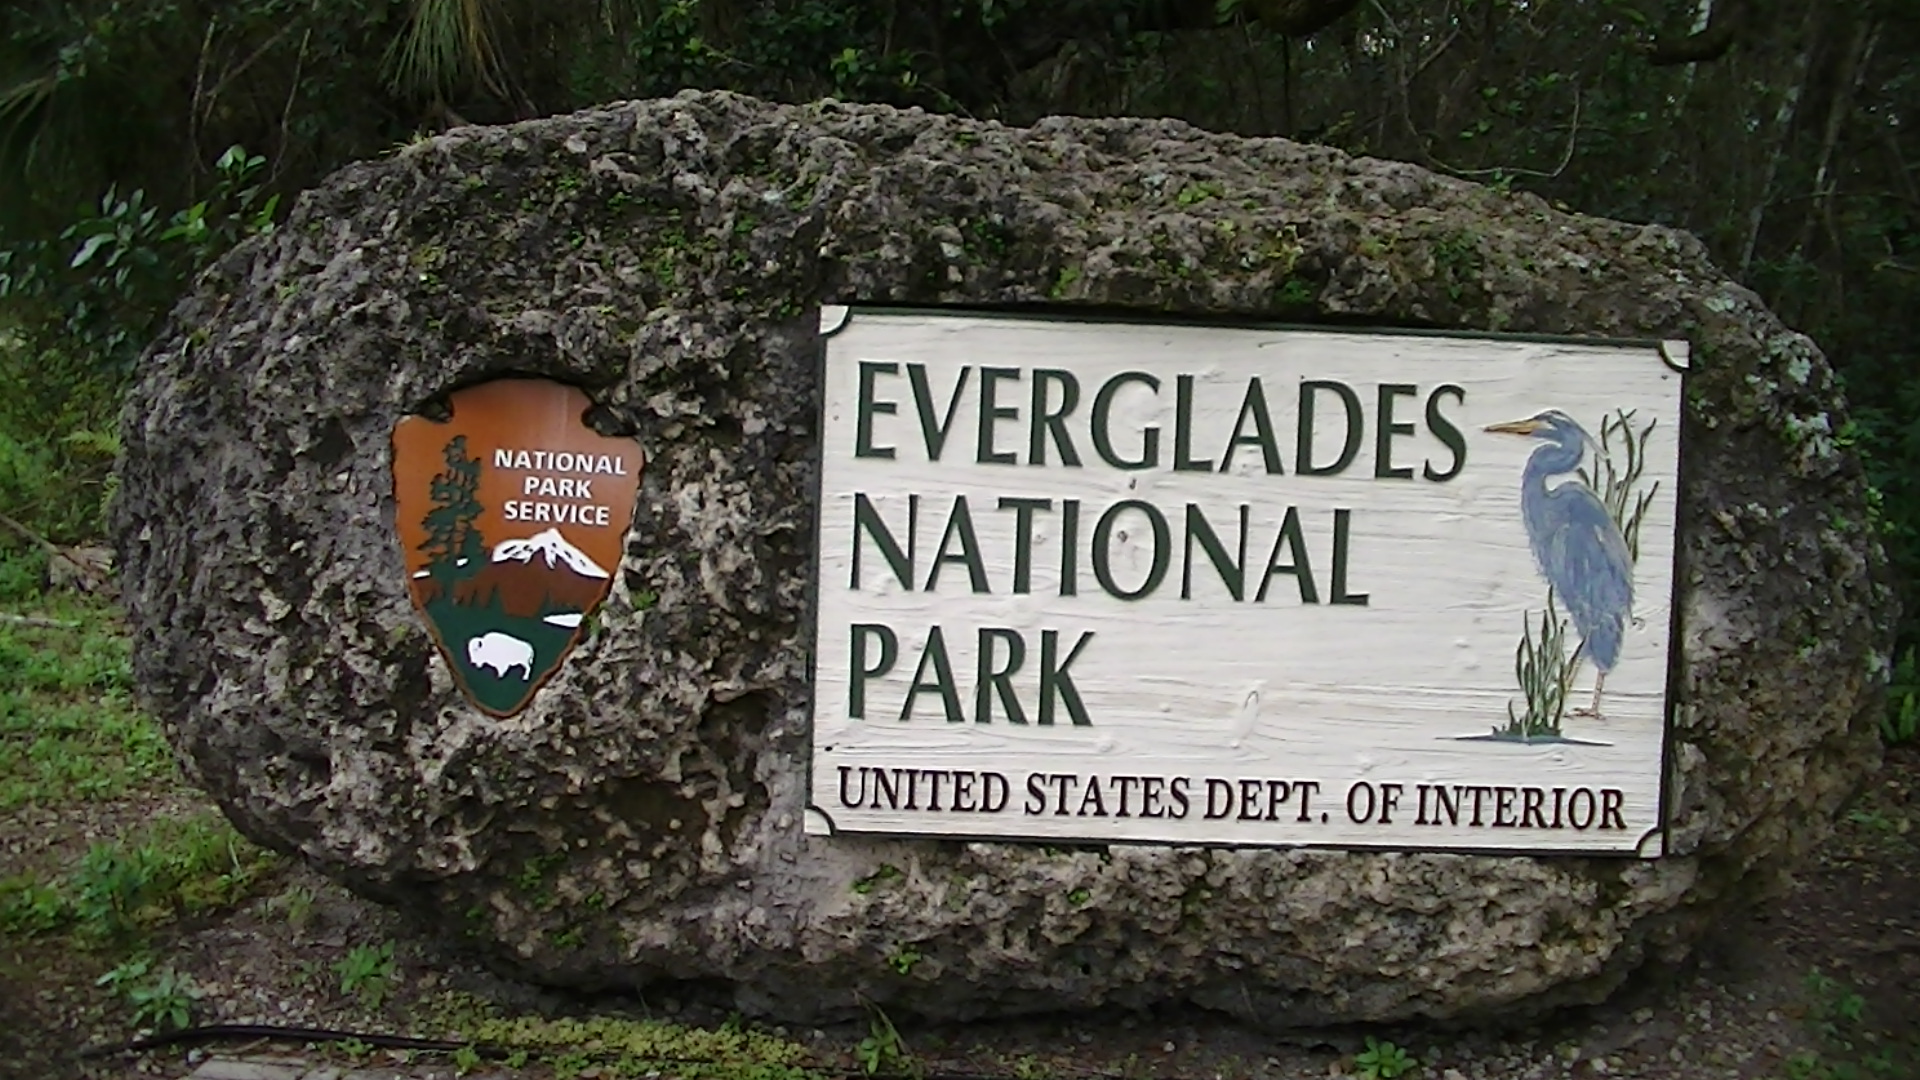 NATIONAL
PARK
SERVICE
EVERGLADES
NATIONAL
PARK
UNITED STATES DEPT. OF INTERIOR